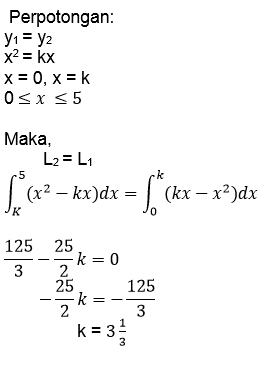 Perpotongan:
y₁ = y₂
x² = kx
x = 0, x = k
0 ≤ x ≤ 5
Maka,
L₂ = L₁
∫_K^5 (x² − kx)dx = ∫_0^k (kx − x²)dx
125/3 − 25/2 k = 0
− 25/2 k = − 125/3
k = 3 1/3